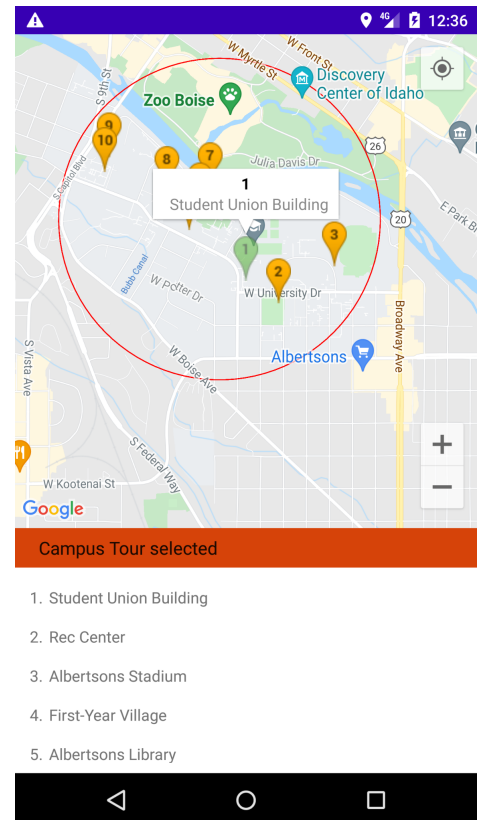 4G 12:36
W Myrtle St
W Front St
S 9th St
Discovery
Center of Idaho
Zoo Boise
9
10
8
7
Julia Davis Dr
26
S Capitol Blvd
1
Student Union Building
20
E Park
3
1
2
Bubb Canal
W Potter Dr
W University Dr
Broadway Ave
Albertsons
W Boise Ave
S Vista Ave
S Federal Way
W Kootenai St
+
−
Google
Campus Tour selected
1. Student Union Building
2. Rec Center
3. Albertsons Stadium
4. First-Year Village
5. Albertsons Library